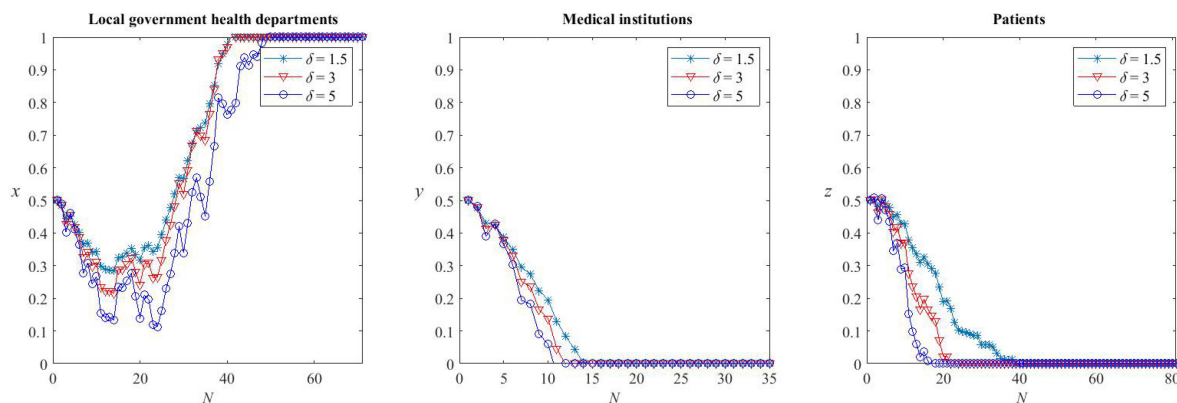 Local government health departments
1
0.9
0.8
0.7
0.6
0.5
0.4
0.3
0.2
0.1
0
x
0 20 40 60
N
δ = 1.5
δ = 3
δ = 5
Medical institutions
1
0.9
0.8
0.7
0.6
0.5
0.4
0.3
0.2
0.1
0
y
0 5 10 15 20 25 30 35
N
δ = 1.5
δ = 3
δ = 5
Patients
1
0.9
0.8
0.7
0.6
0.5
0.4
0.3
0.2
0.1
0
z
0 20 40 60 80
N
δ = 1.5
δ = 3
δ = 5